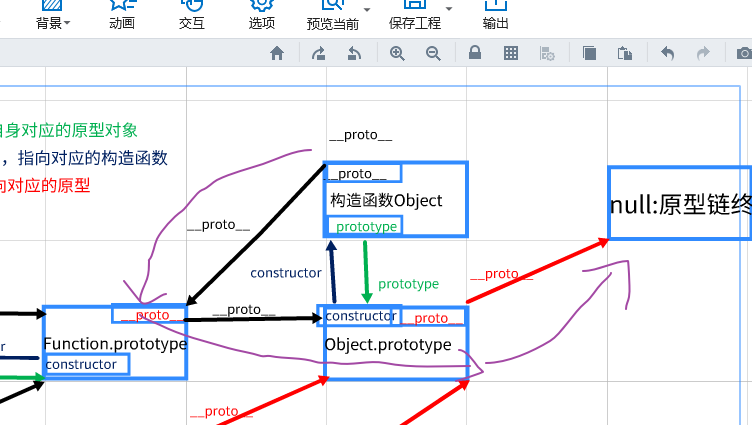 背景
动画
交互
选项
预览当前
保存工程
输出
自身对应的原型对象
，指向对应的构造函数
向对应的原型
__proto__
__proto__
构造函数Object
prototype
null:原型链终
__proto__
constructor
prototype
__proto__
__proto__
__proto__
constructor
__proto__
Function.prototype
Object.prototype
constructor
__proto__